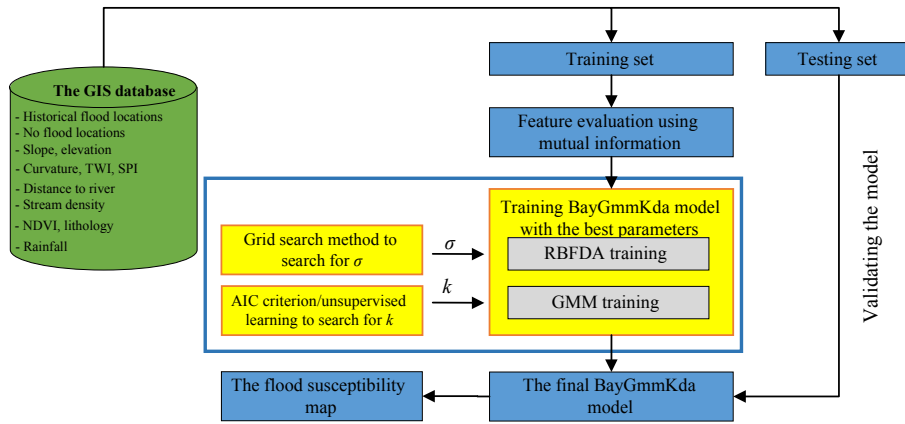 Training set
Testing set
The GIS database
- Historical flood locations
- No flood locations
- Slope, elevation
- Curvature, TWI, SPI
- Distance to river
- Stream density
- NDVI, lithology
- Rainfall
Feature evaluation using
mutual information
Training BayGmmKda model
with the best parameters
Grid search method to
search for σ
σ
RBFDA training
AIC criterion/unsupervised
learning to search for k
k
GMM training
Validating the model
The flood susceptibility
map
The final BayGmmKda
model